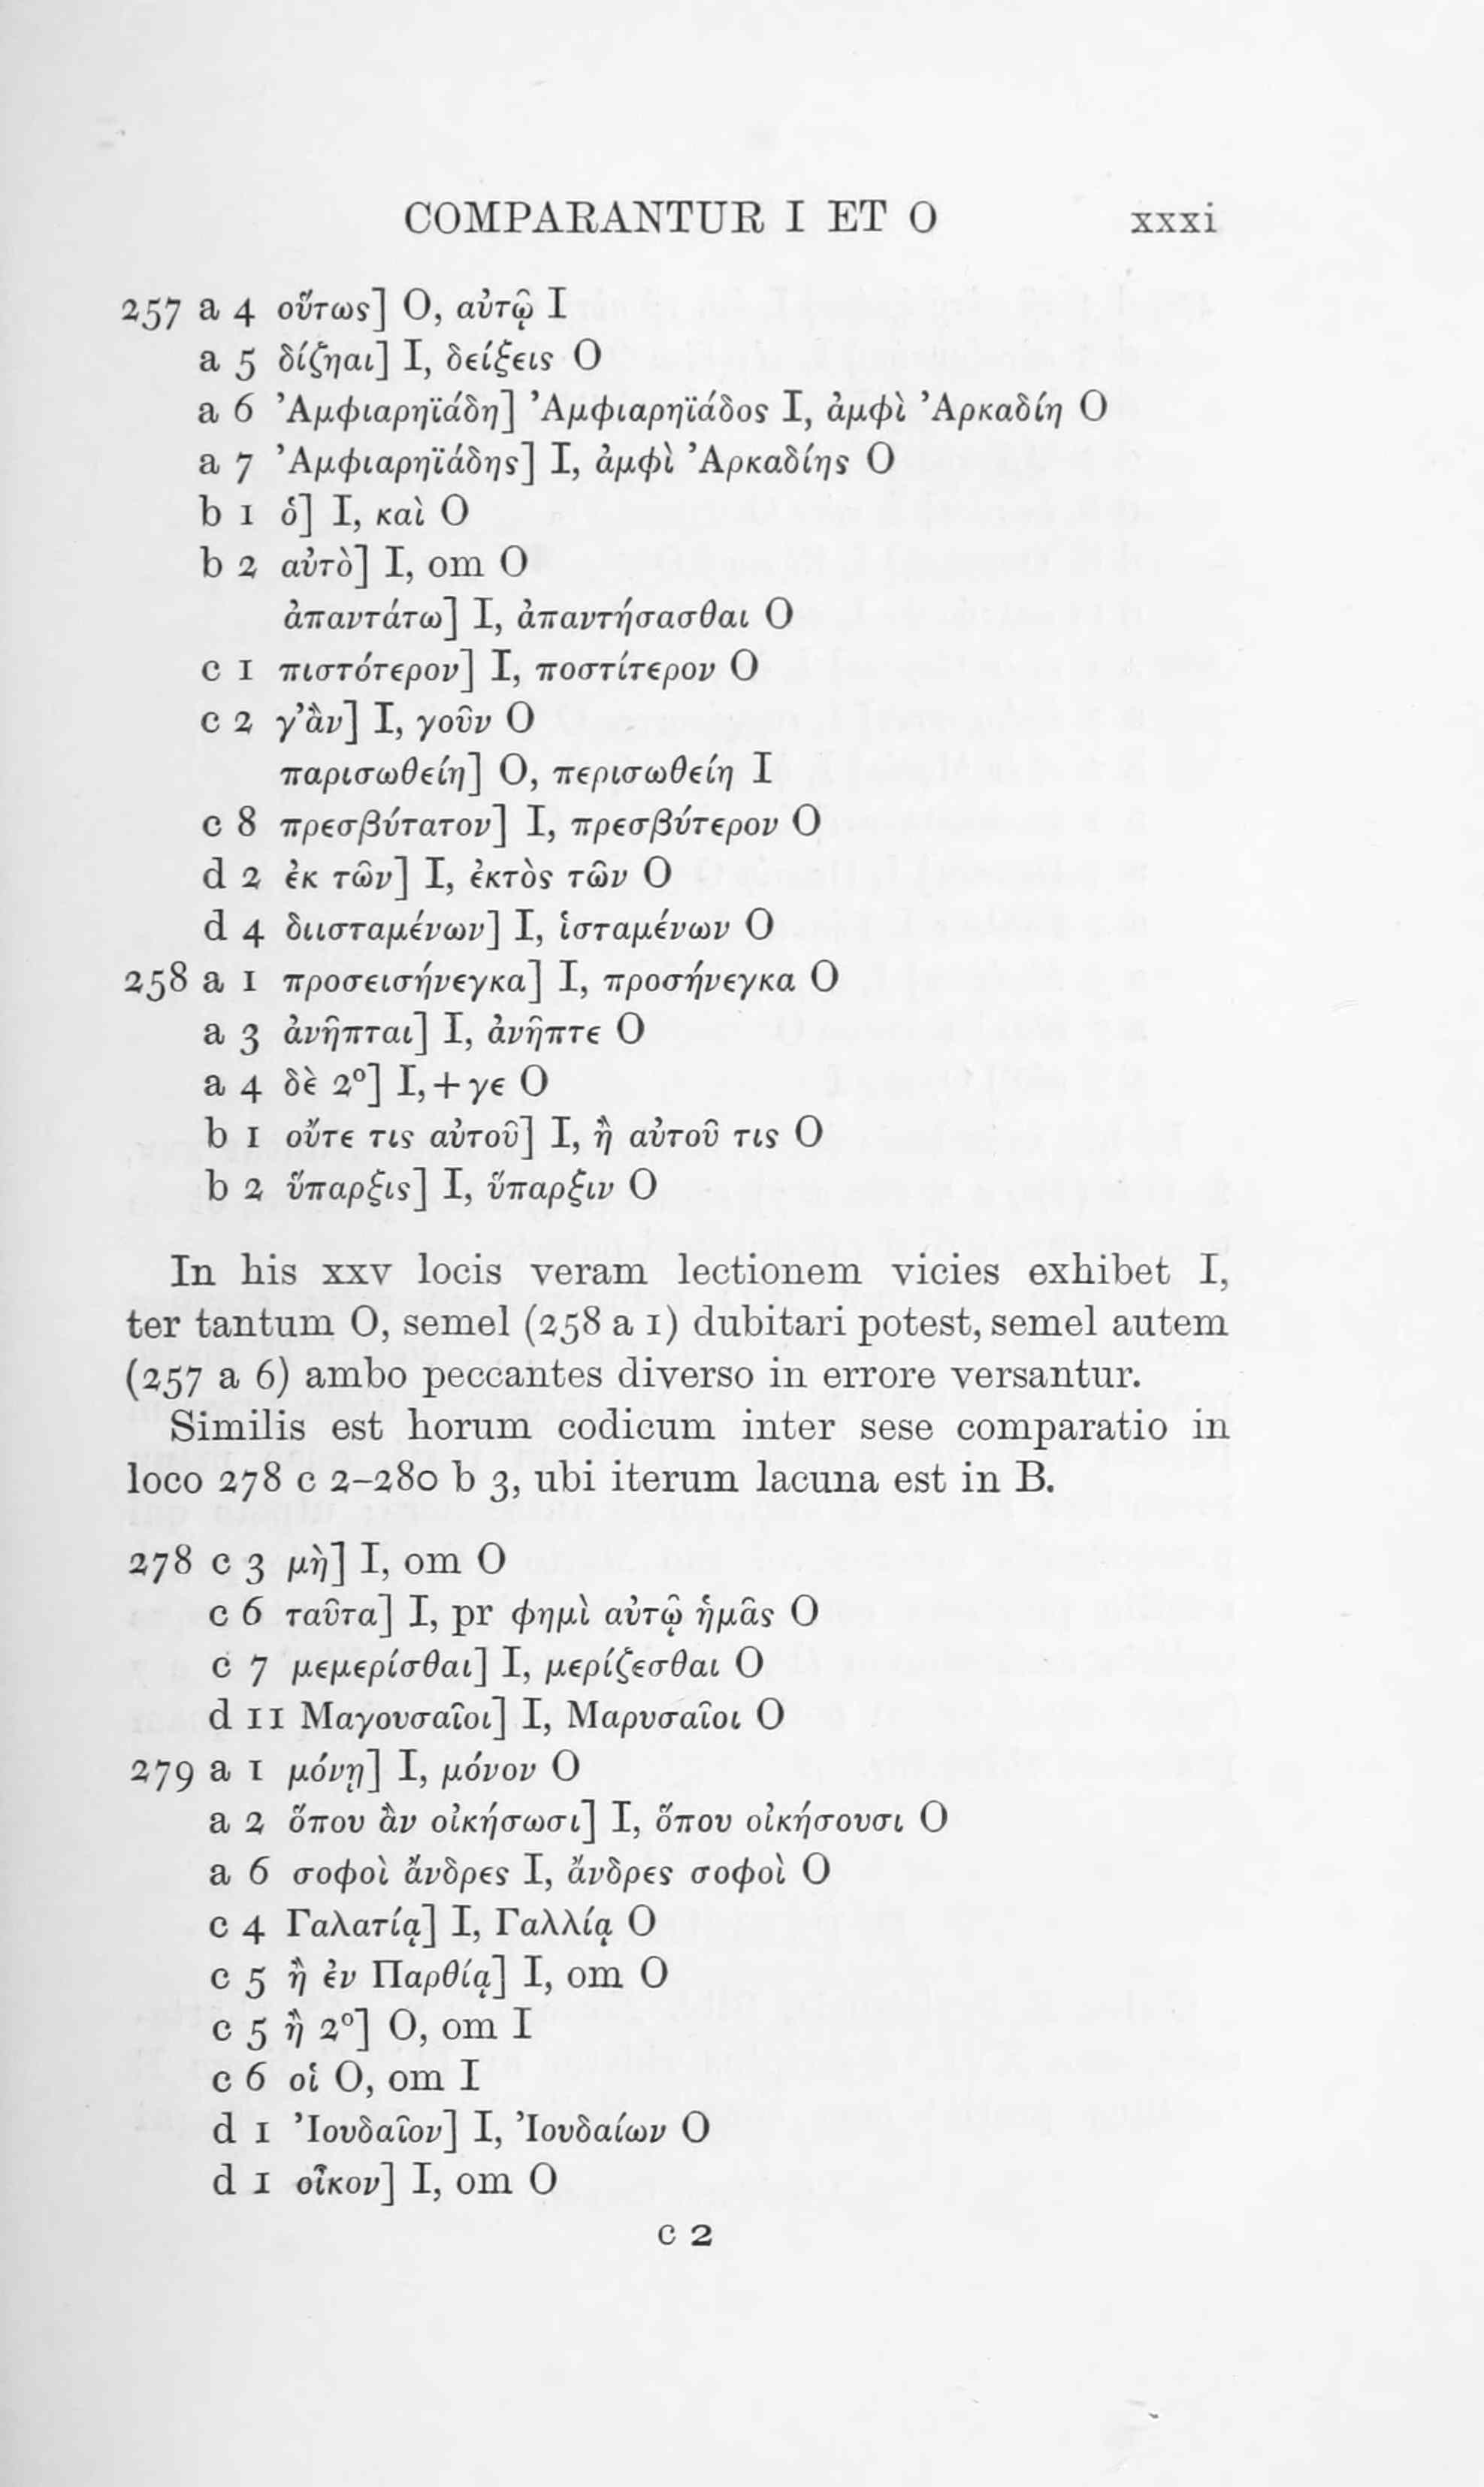 COMPARANTUR I ET O xxxi
257 a 4 οὕτως] O, αὐτῷ I
a 5 δίζηαι] I, δείξεις O
a 6 Ἀμφιαρηϊάδη] Ἀμφιαρηϊάδος I, ἀμφὶ Ἀρκαδίη O
a 7 Ἀμφιαρηϊάδης] I, ἀμφὶ Ἀρκαδίης O
b 1 ὁ] I, καὶ O
b 2 αὐτὸ] I, om O
ἀπαντάτω] I, ἀπαντήσασθαι O
c 1 πιστότερον] I, ποστίτερον O
c 2 γ’ἂν] I, γοῦν O
παρισωθείη] O, περισωθείη I
c 8 πρεσβύτατον] I, πρεσβύτερον O
d 2 ἐκ τῶν] I, ἐκτὸς τῶν O
d 4 διισταμένων] I, ἱσταμένων O
258 a 1 προσεισήνεγκα] I, προσήνεγκα O
a 3 ἀνῆπται] I, ἀνῆπτε O
a 4 δὲ 2º] I, + γε O
b 1 οὔτε τις αὐτοῦ] I, ἢ αὐτοῦ τις O
b 2 ὕπαρξις] I, ὕπαρξιν O
In his xxv locis veram lectionem vicies exhibet I,
ter tantum O, semel (258 a 1) dubitari potest, semel autem
(257 a 6) ambo peccantes diverso in errore versantur.
Similis est horum codicum inter sese comparatio in
loco 278 c 2–280 b 3, ubi iterum lacuna est in B.
278 c 3 μὴ] I, om O
c 6 ταῦτα] I, pr φημὶ αὐτῷ ἡμᾶς O
c 7 μεμερίσθαι] I, μερίζεσθαι O
d 11 Μαγουσαῖοι] I, Μαρυσαῖοι O
279 a 1 μόνῃ] I, μόνον O
a 2 ὅπου ἂν οἰκήσωσι] I, ὅπου οἰκήσουσι O
a 6 σοφοὶ ἄνδρες I, ἄνδρες σοφοὶ O
c 4 Γαλατίᾳ] I, Γαλλίᾳ O
c 5 ἢ ἐν Παρθίᾳ] I, om O
c 5 ἢ 2º] O, om I
c 6 οἱ O, om I
d 1 Ἰουδαῖον] I, Ἰουδαίων O
d 1 οἶκον] I, om O
c 2